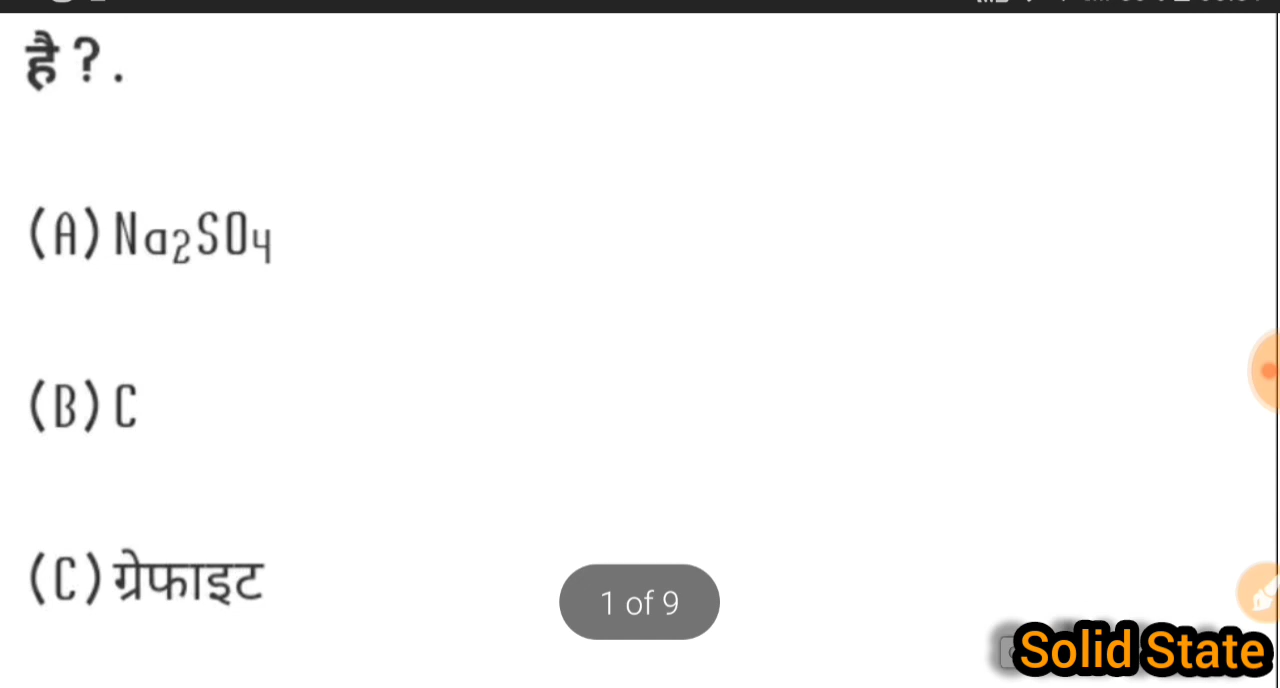 है ? .
(A) Na₂SO₄
(B) C
(C) ग्रेफाइट
1 of 9
Solid State